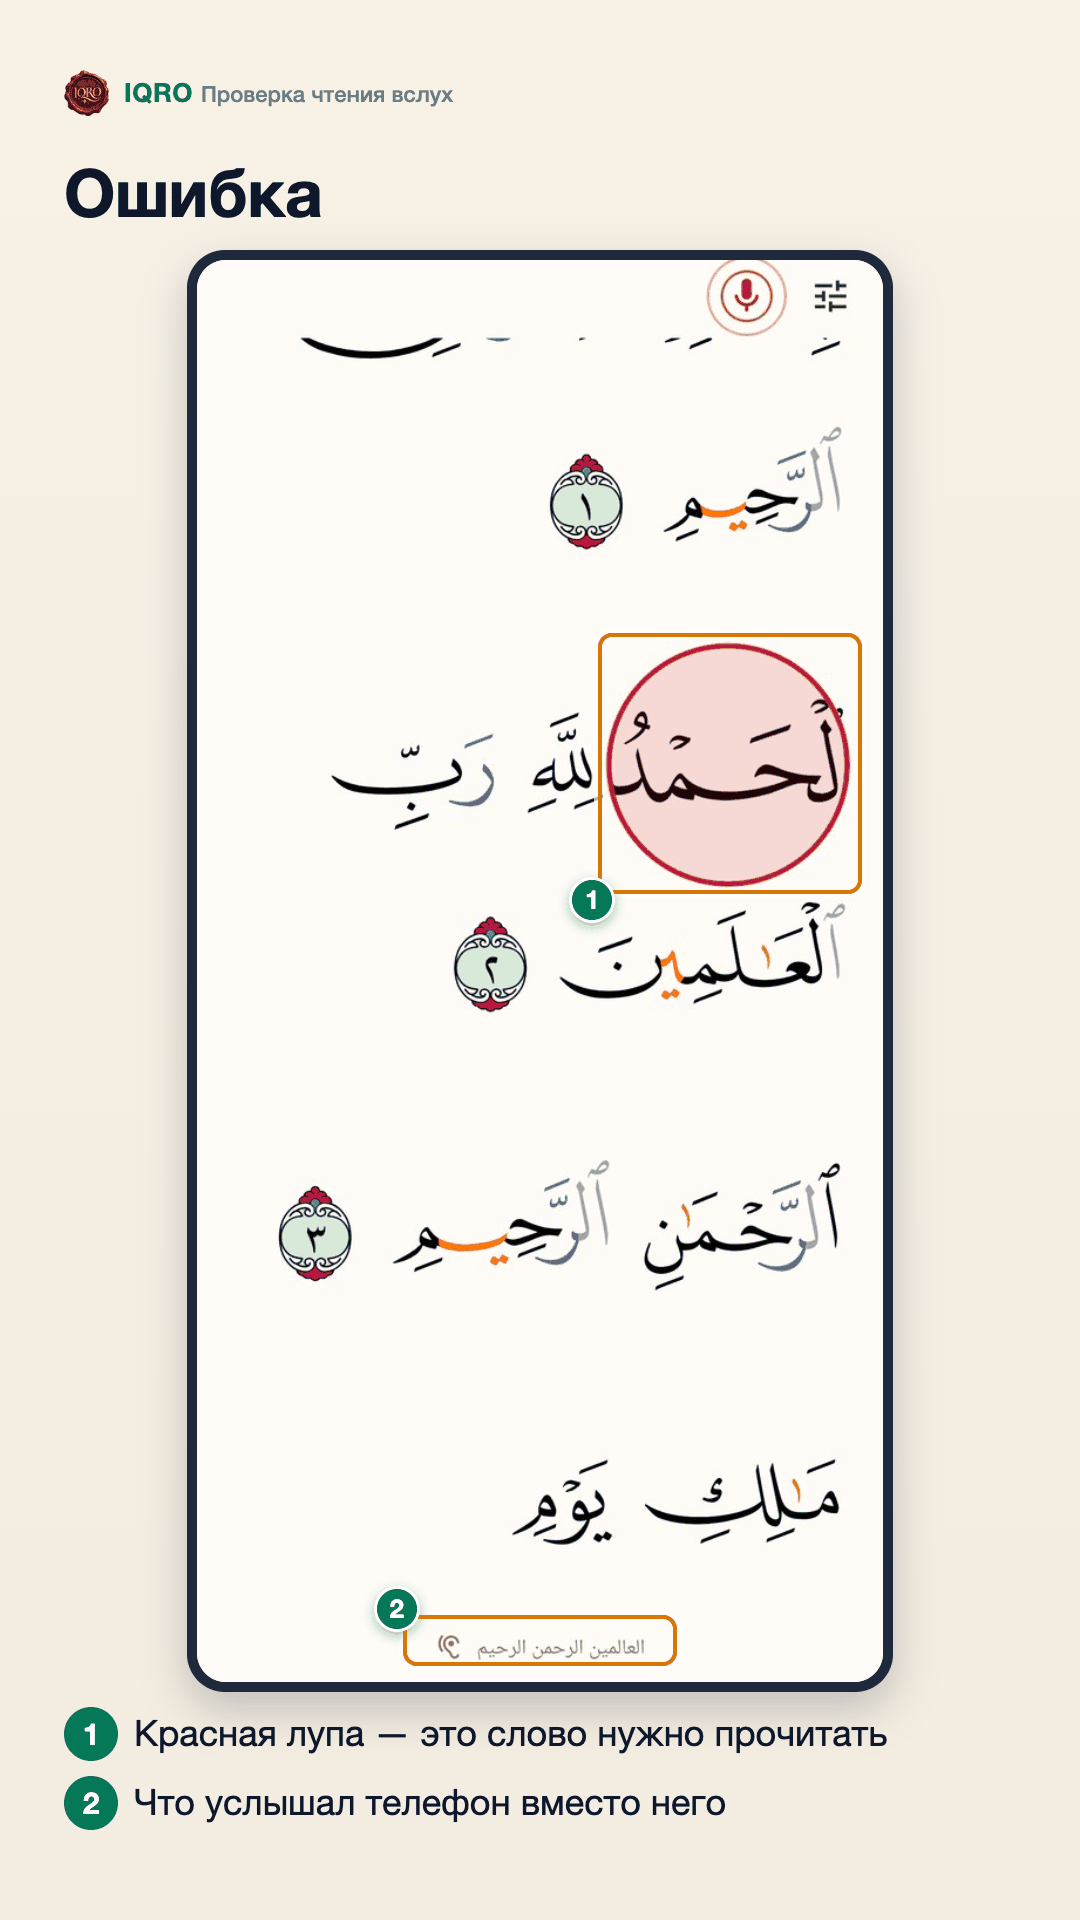 IQRO Проверка чтения вслух
Ошибка
ٱلرَّحِيمِ ١
لْحَمْدُ لِلَّهِ رَبِّ
1
ٱلْعَـٰلَمِينَ ٢
ٱلرَّحْمَـٰنِ ٱلرَّحِيمِ ٣
مَـٰلِكِ يَوْمِ
2
العالمين الرحمن الرحيم
1 Красная лупа — это слово нужно прочитать
2 Что услышал телефон вместо него